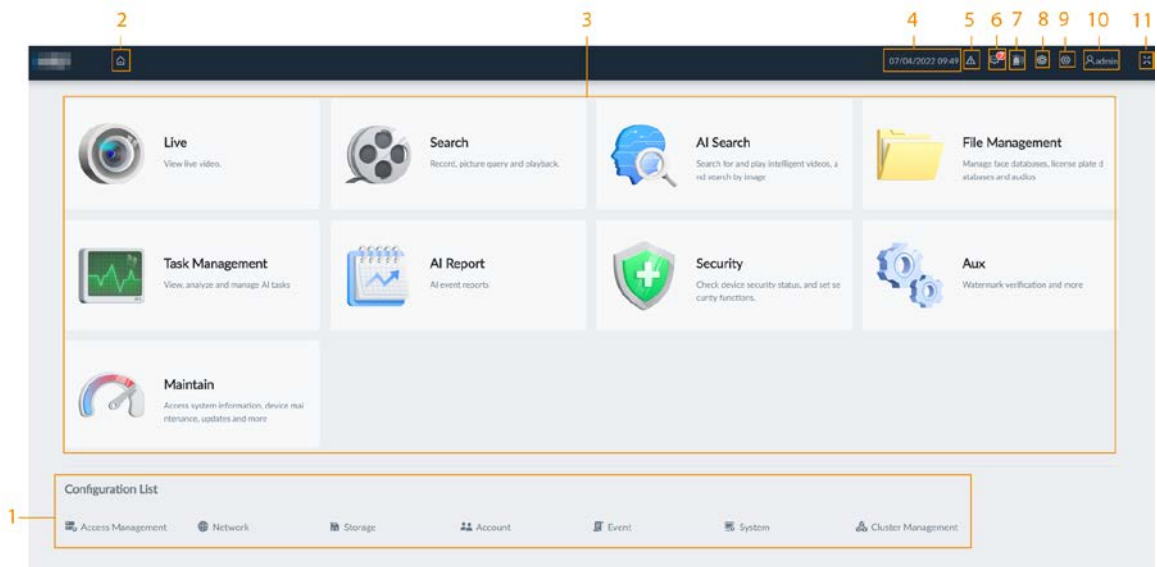 2 3 4 5 6 7 8 9 10 11
07/04/2022 09:49 admin
Live
View live video.
Search
Record, picture query and playback.
AI Search
Search for and play intelligent videos, a
nd search by image
File Management
Manage face databases, license plate d
atabases and audios
Task Management
View, analyze and manage AI tasks
AI Report
AI event reports
Security
Check device security status, and set se
curity functions.
Aux
Watermark verification and more
Maintain
Access system information, device mai
ntenance, updates and more
Configuration List
1
Access Management Network Storage Account Event System Cluster Management